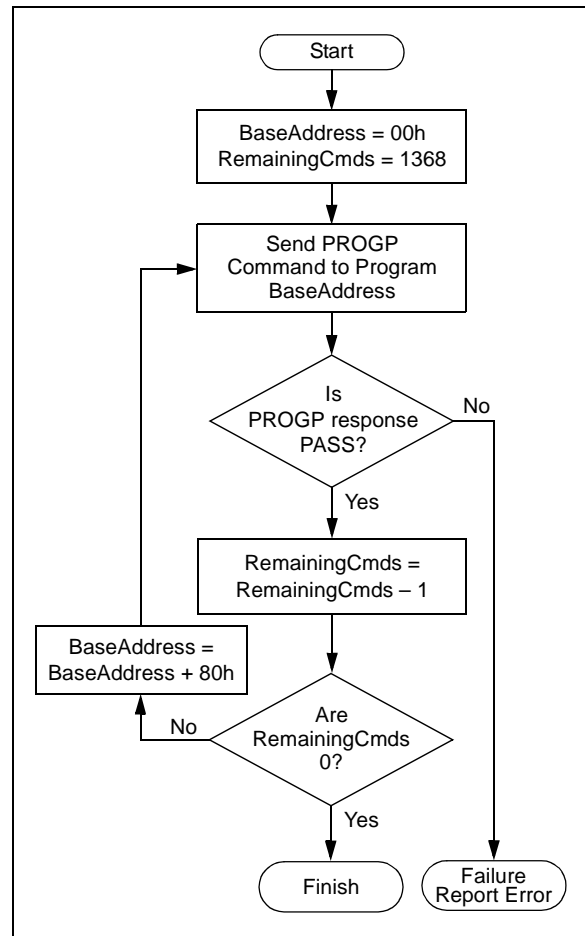 Start
BaseAddress = 00h
RemainingCmds = 1368
Send PROGP
Command to Program
BaseAddress
Is
PROGP response
PASS?
No
Yes
RemainingCmds =
RemainingCmds – 1
BaseAddress =
BaseAddress + 80h
No
Are
RemainingCmds
0?
Yes
Finish
Failure
Report Error